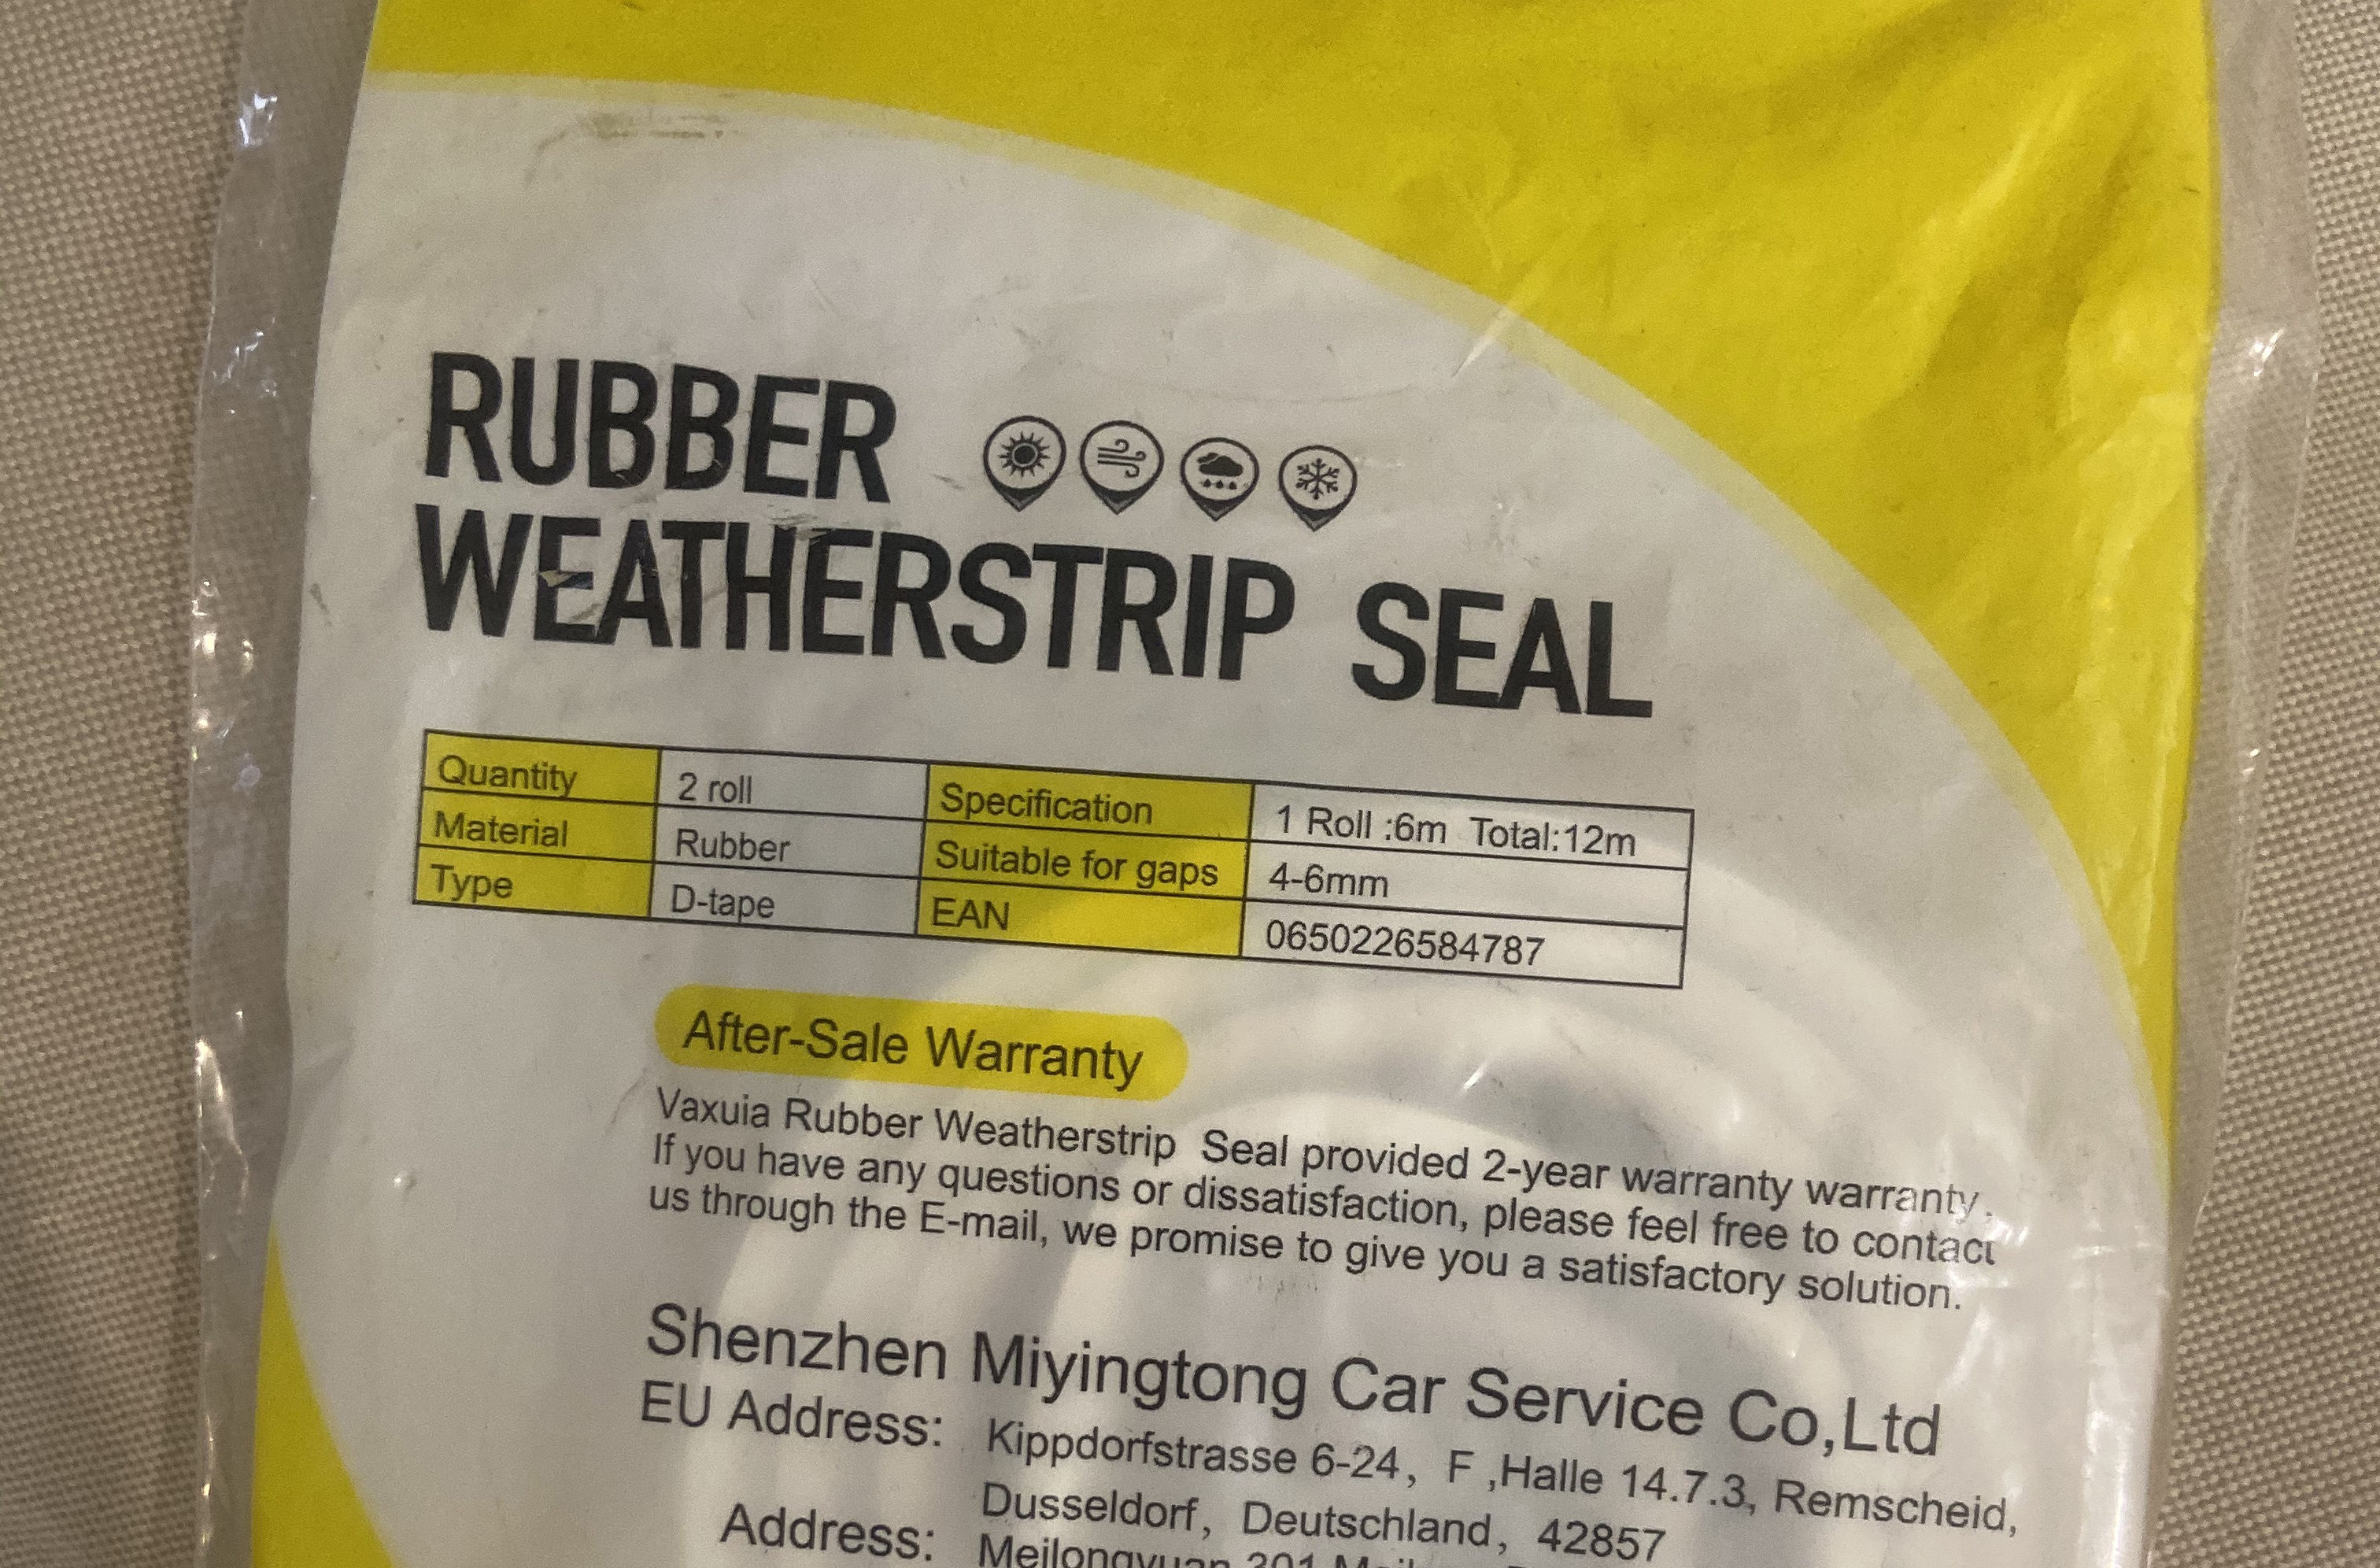 RUBBER
WEATHERSTRIP SEAL
Quantity 2 roll Specification 1 Roll :6m Total:12m
Material Rubber Suitable for gaps 4-6mm
Type D-tape EAN 0650226584787
After-Sale Warranty
Vaxuia Rubber Weatherstrip Seal provided 2-year warranty warranty.
If you have any questions or dissatisfaction, please feel free to contact
us through the E-mail, we promise to give you a satisfactory solution.
Shenzhen Miyingtong Car Service Co,Ltd
EU Address: Kippdorfstrasse 6-24, F ,Halle 14.7.3, Remscheid,
Dusseldorf, Deutschland, 42857
Address: Meilongyuan 301